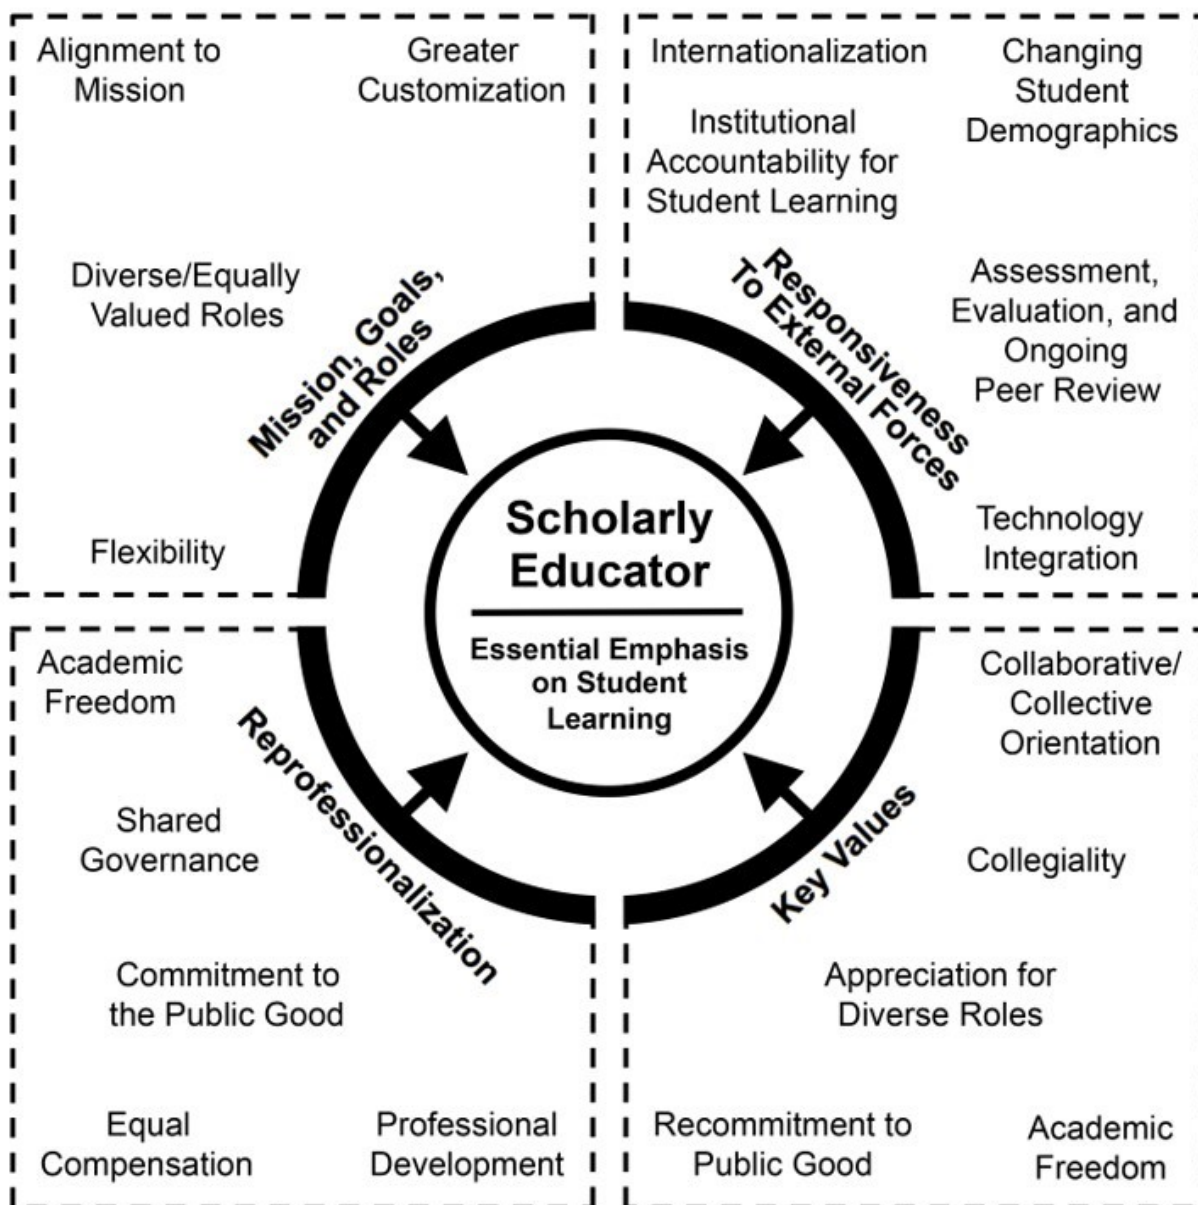 Alignment to
Mission
Greater
Customization
Diverse/Equally
Valued Roles
Mission, Goals,
and Roles
Flexibility
Internationalization
Changing
Student
Demographics
Institutional
Accountability for
Student Learning
Responsiveness
To External Forces
Assessment,
Evaluation, and
Ongoing
Peer Review
Technology
Integration
Scholarly
Educator
Essential Emphasis
on Student
Learning
Academic
Freedom
Reprofessionalization
Shared
Governance
Commitment to
the Public Good
Equal
Compensation
Professional
Development
Collaborative/
Collective
Orientation
Key Values
Collegiality
Appreciation for
Diverse Roles
Recommitment to
Public Good
Academic
Freedom